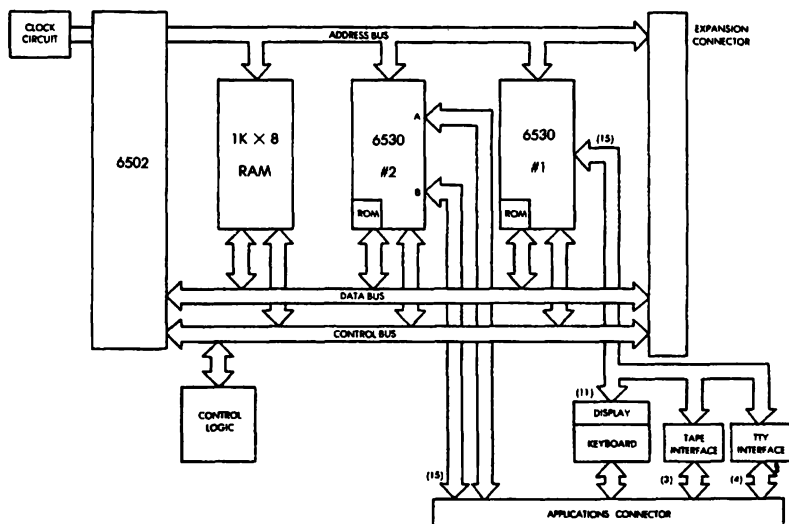 CLOCK
CIRCUIT
ADDRESS BUS
EXPANSION
CONNECTOR
6502
1K × 8
RAM
6530
#2
A
B
ROM
6530
#1
ROM
(15)
DATA BUS
CONTROL BUS
CONTROL
LOGIC
(11)
DISPLAY
KEYBOARD
TAPE
INTERFACE
TTY
INTERFACE
(15)
(3)
(4)
APPLICATIONS CONNECTOR